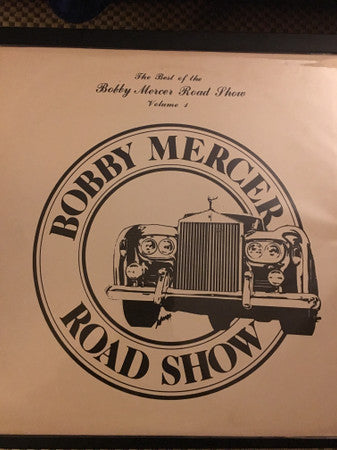 The Best of the
Bobby Mercer Road Show
Volume 1
BOBBY MERCER
ROAD SHOW